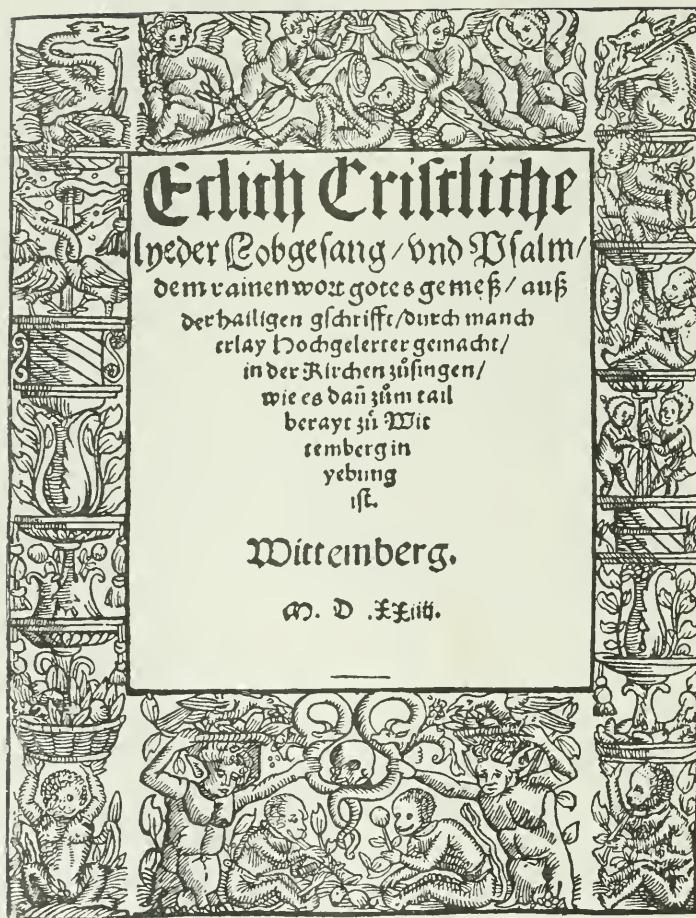 Etlich Cristliche
lyeder Lobgesang/ vnd Psalm/
dem rainen wort gotes gemeß/ auß
der hailigen gschrifft/ durch manch
erlay Hochgelerter gemacht/
in der Kirchen zů singen/
wie es dañ zům tail
berayt zů Wit
temberg in
yebung
ist.
Wittemberg.
M. D .XXiiij.